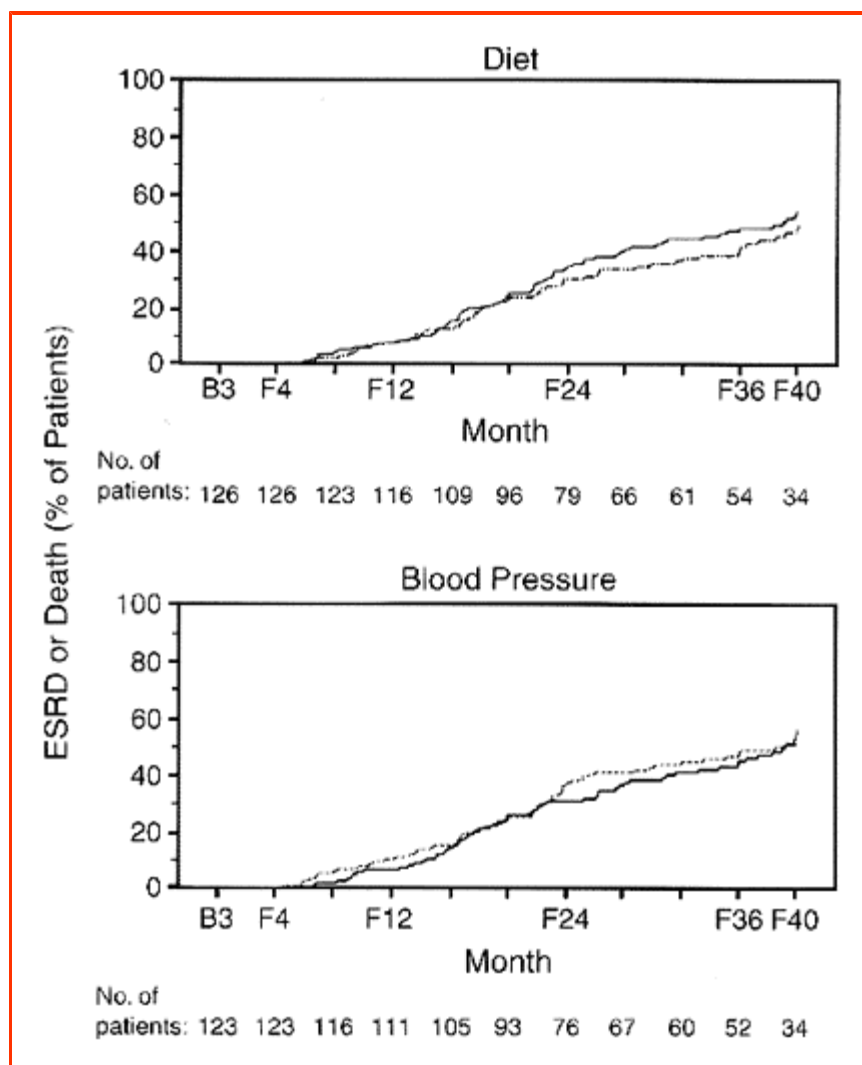 Diet
100
80
60
40
20
0
B3 F4 F12 F24 F36 F40
Month
No. of
patients: 126 126 123 116 109 96 79 66 61 54 34
ESRD or Death (% of Patients)
Blood Pressure
100
80
60
40
20
0
B3 F4 F12 F24 F36 F40
Month
No. of
patients: 123 123 116 111 105 93 76 67 60 52 34